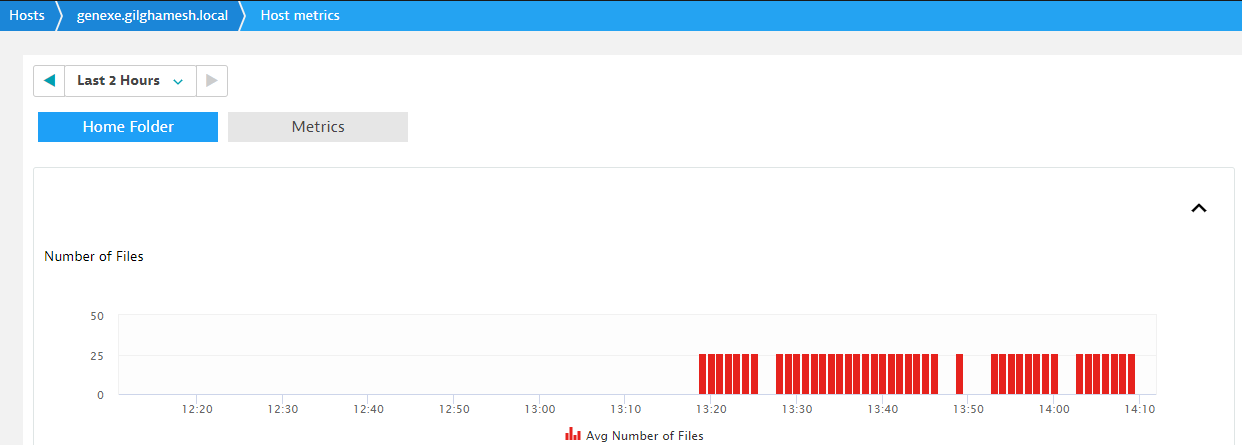 Hosts genexe.gilghamesh.local Host metrics
Last 2 Hours
Home Folder Metrics
Number of Files
50
25
0
12:20 12:30 12:40 12:50 13:00 13:10 13:20 13:30 13:40 13:50 14:00 14:10
Avg Number of Files